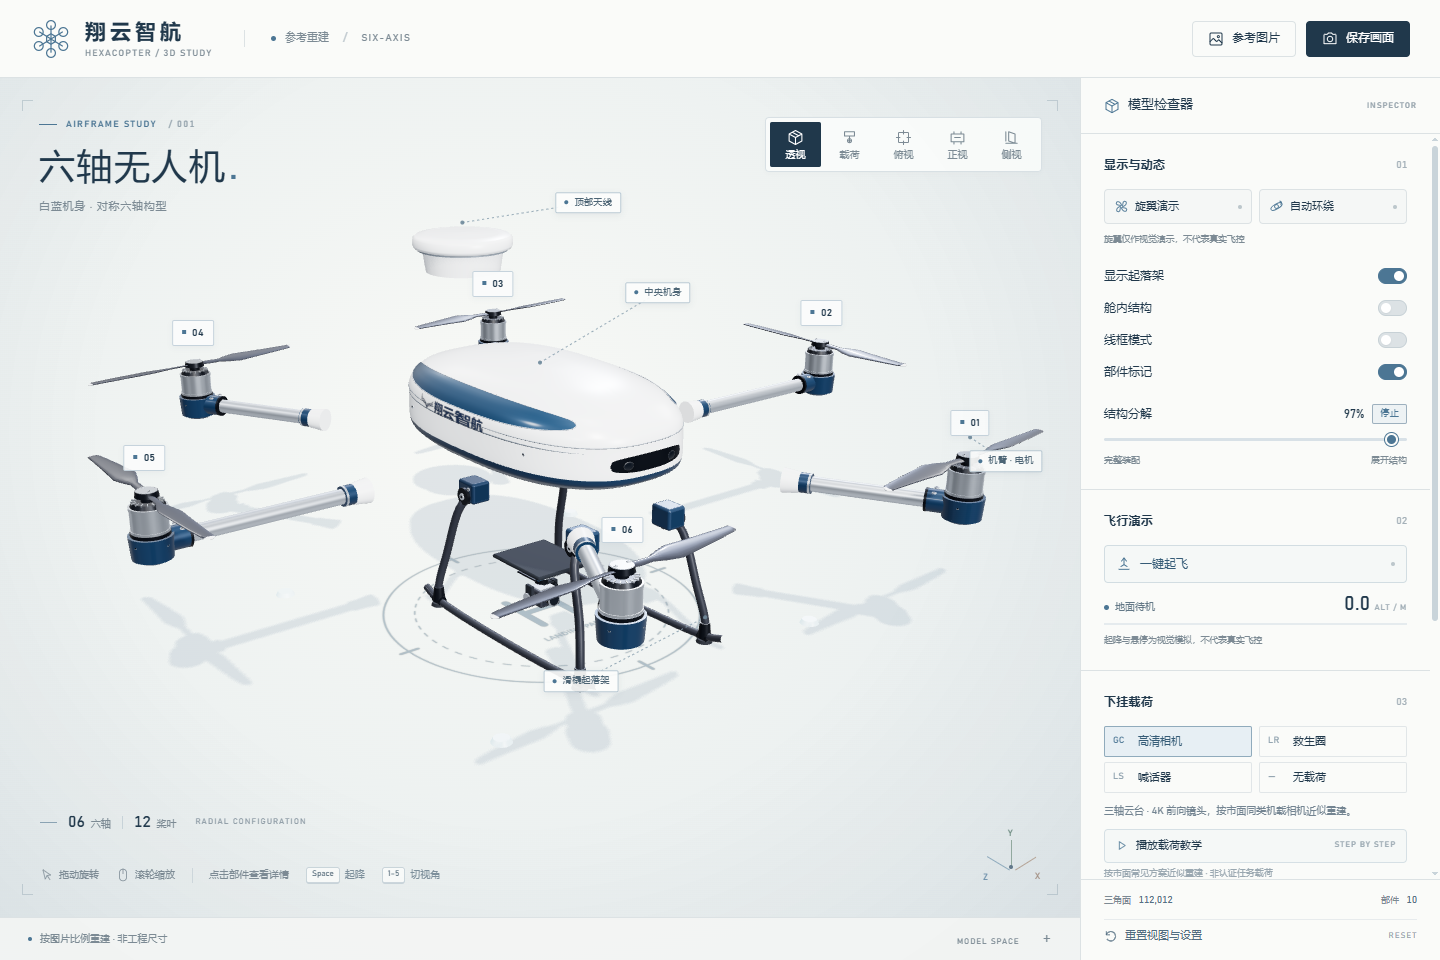 翔云智航
HEXACOPTER / 3D STUDY
参考重建 / SIX-AXIS
参考图片
保存画面
AIRFRAME STUDY / 001
六轴无人机.
白蓝机身 · 对称六轴构型
透视
载荷
俯视
正视
侧视
顶部天线
03
中央机身
02
04
01
机臂 · 电机
05
06
翔云智航
滑橇起落架
06 六轴
12 桨叶
RADIAL CONFIGURATION
拖动旋转
滚轮缩放
点击部件查看详情
Space 起降
1-5 切视角
Y
Z
X
按图片比例重建 · 非工程尺寸
MODEL SPACE +
模型检查器
INSPECTOR
显示与动态
01
旋翼演示
自动环绕
旋翼仅作视觉演示，不代表真实飞控
显示起落架
舱内结构
线框模式
部件标记
结构分解
97%
停止
完整装配
展开结构
飞行演示
02
一键起飞
地面待机
0.0 ALT / M
起降与悬停为视觉模拟，不代表真实飞控
下挂载荷
03
GC 高清相机
LR 救生圈
LS 喊话器
— 无载荷
三轴云台 · 4K 前向镜头，按市面同类机载相机近似重建。
播放载荷教学
STEP BY STEP
按市面常见方案近似重建 · 非认证任务载荷
三角面 112,012
部件 10
重置视图与设置
RESET